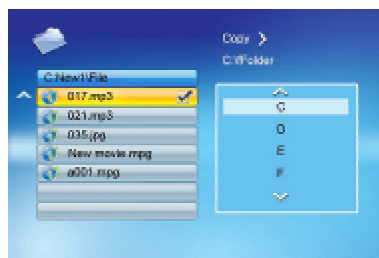 Copy >
C:\Folder
C:New1\File
017.mp3
021.mp3
035.jpg
New movie.mpg
a001.mpg
C
D
E
F